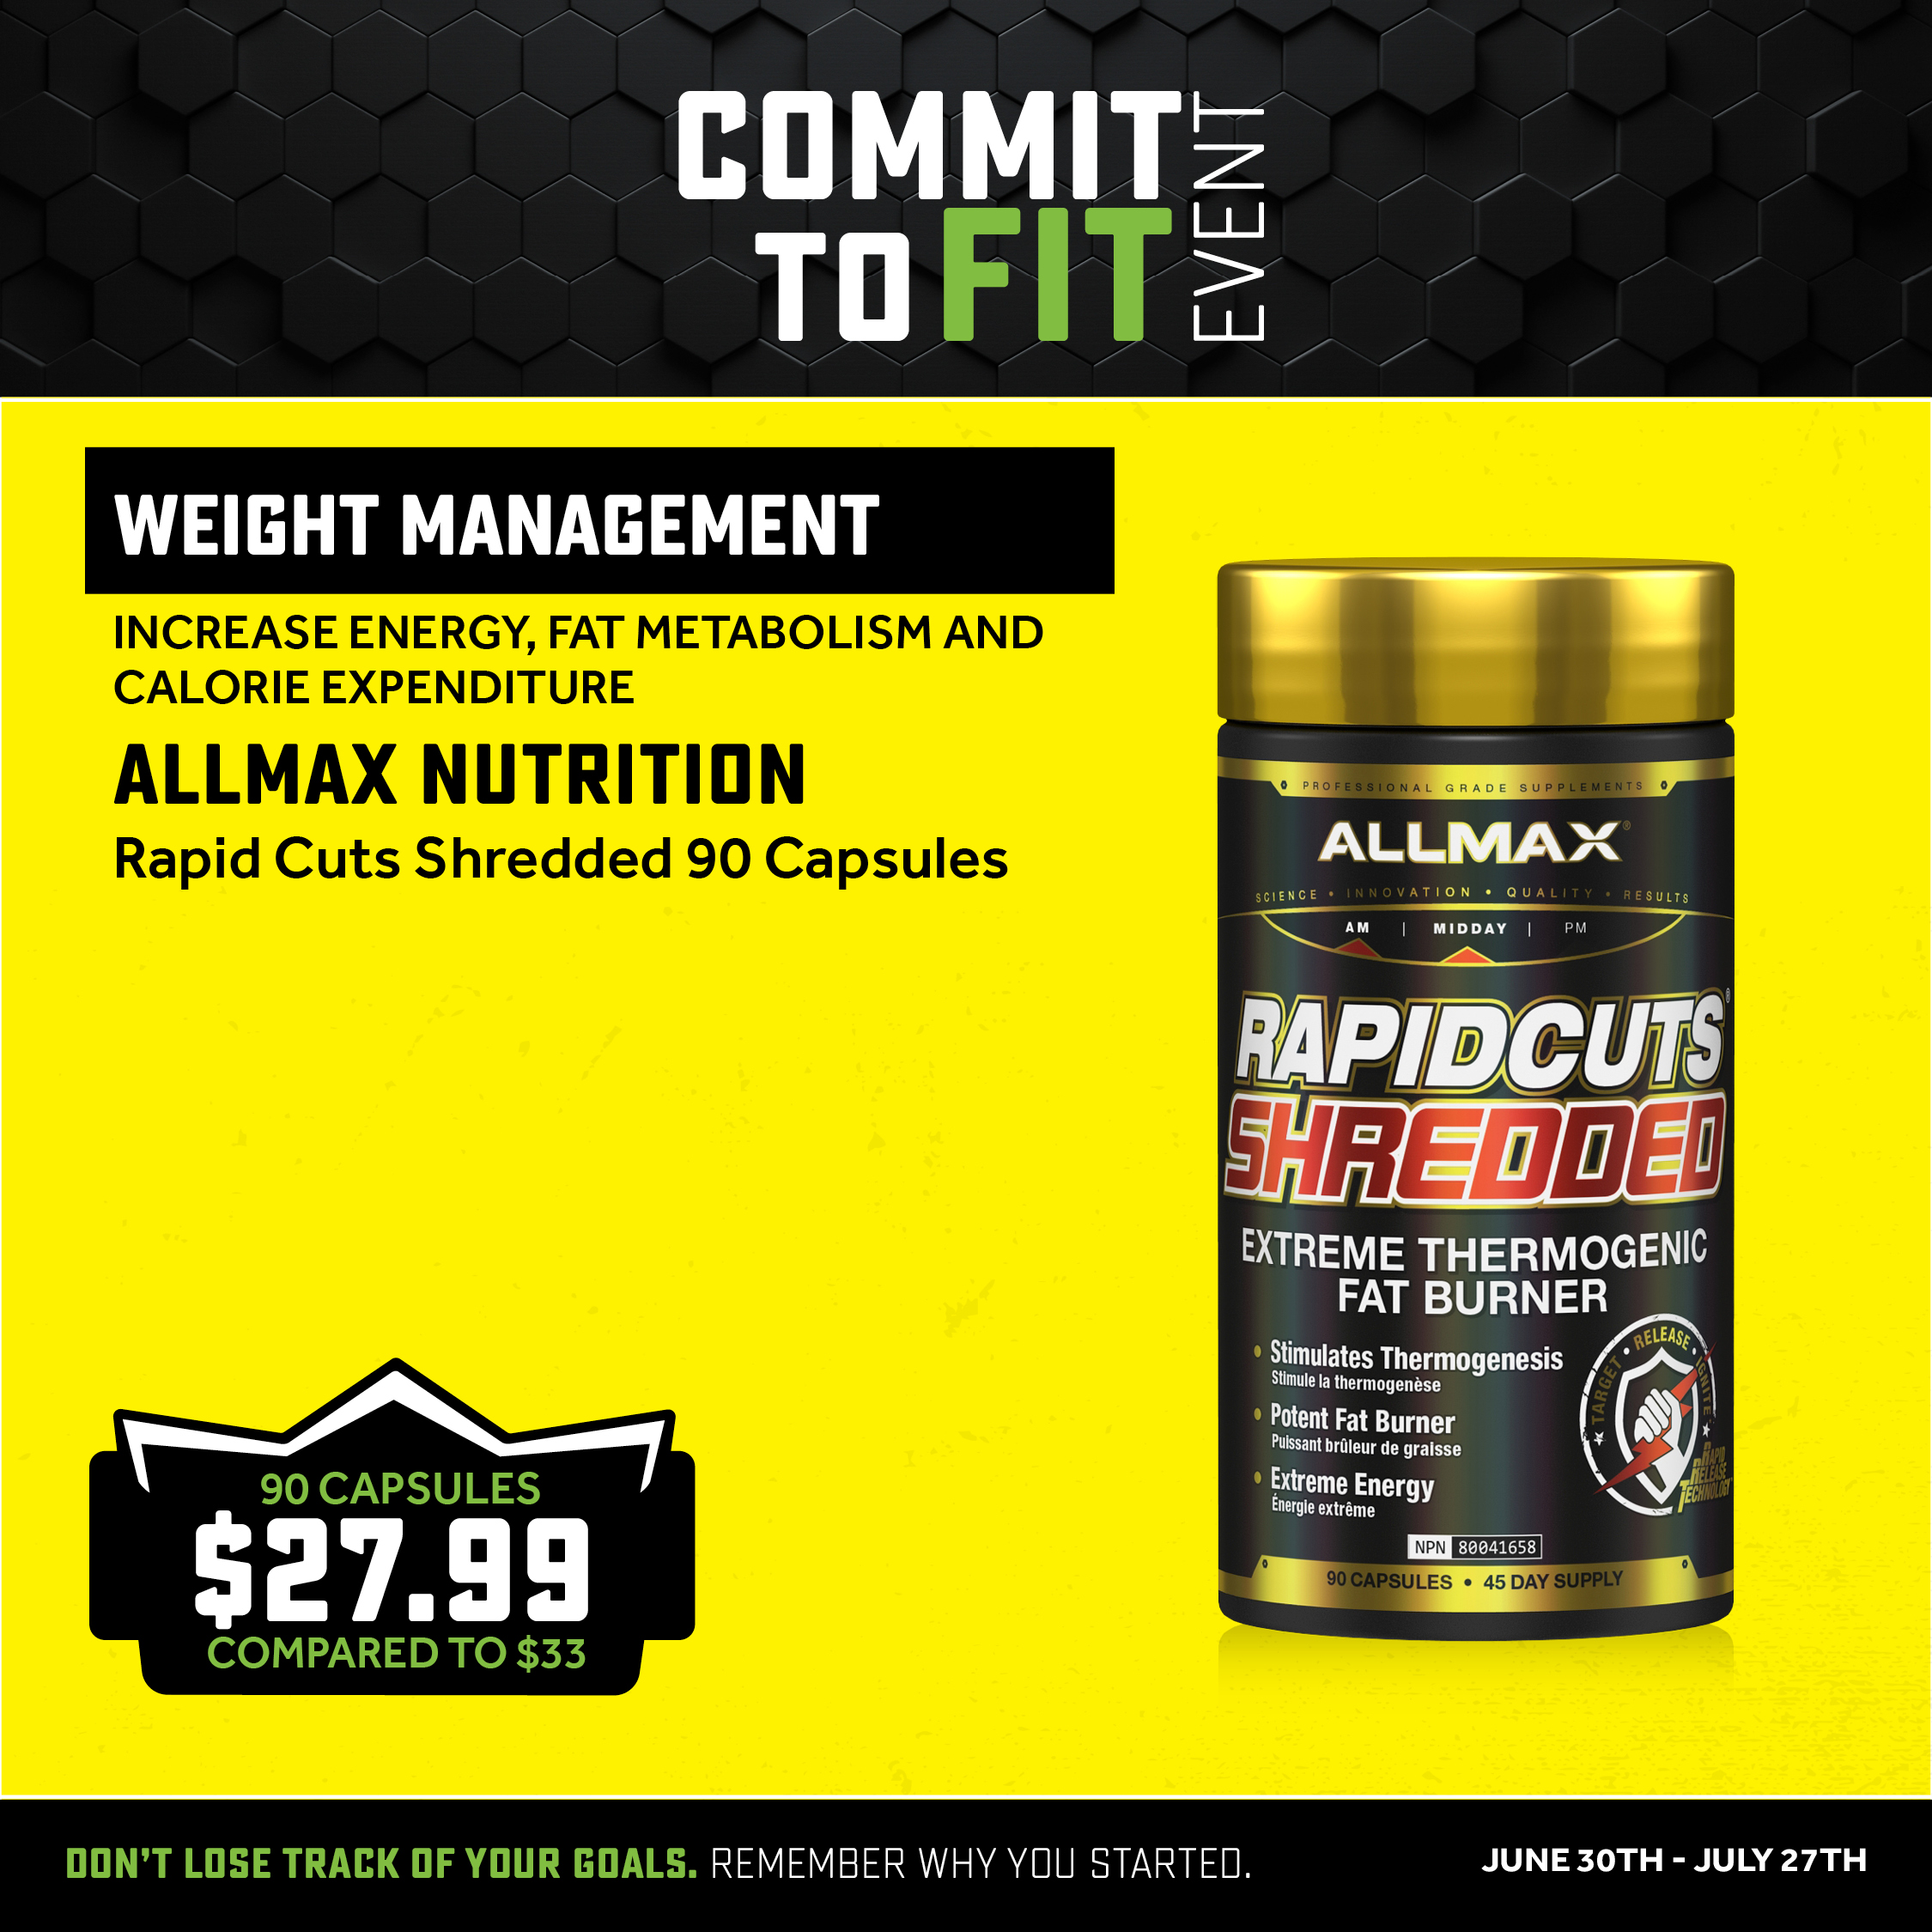 COMMIT
TO FIT
EVENT
WEIGHT MANAGEMENT
INCREASE ENERGY, FAT METABOLISM AND
CALORIE EXPENDITURE
ALLMAX NUTRITION
Rapid Cuts Shredded 90 Capsules
PROFESSIONAL GRADE SUPPLEMENTS
ALLMAX®
SCIENCE • INNOVATION • QUALITY • RESULTS
AM | MIDDAY | PM
RAPIDCUTS®
SHREDDED
EXTREME THERMOGENIC
FAT BURNER
• Stimulates Thermogenesis
Stimule la thermogenèse
• Potent Fat Burner
Puissant brûleur de graisse
• Extreme Energy
Énergie extrême
TARGET • RELEASE • IGNITE
RAPID
RELEASE
TECHNOLOGY
NPN 80041658
90 CAPSULES • 45 DAY SUPPLY
90 CAPSULES
$27.99
COMPARED TO $33
DON'T LOSE TRACK OF YOUR GOALS. REMEMBER WHY YOU STARTED.
JUNE 30TH - JULY 27TH